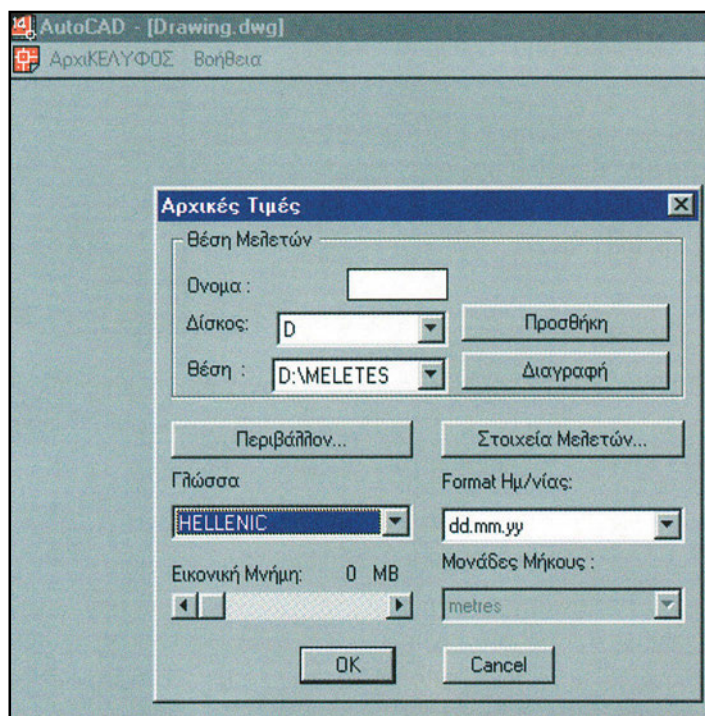 AutoCAD - [Drawing.dwg]
ΑρχιΚΕΛΥΦΟΣ Βοήθεια
Αρχικές Τιμές
Θέση Μελετών
Ονομα :
Δίσκος: D Προσθήκη
Θέση : D:\MELETES Διαγραφή
Περιβάλλον... Στοιχεία Μελετών...
Γλώσσα Format Ημ/νίας:
HELLENIC dd.mm.yy
Εικονική Μνήμη: 0 MB Μονάδες Μήκους :
metres
OK Cancel